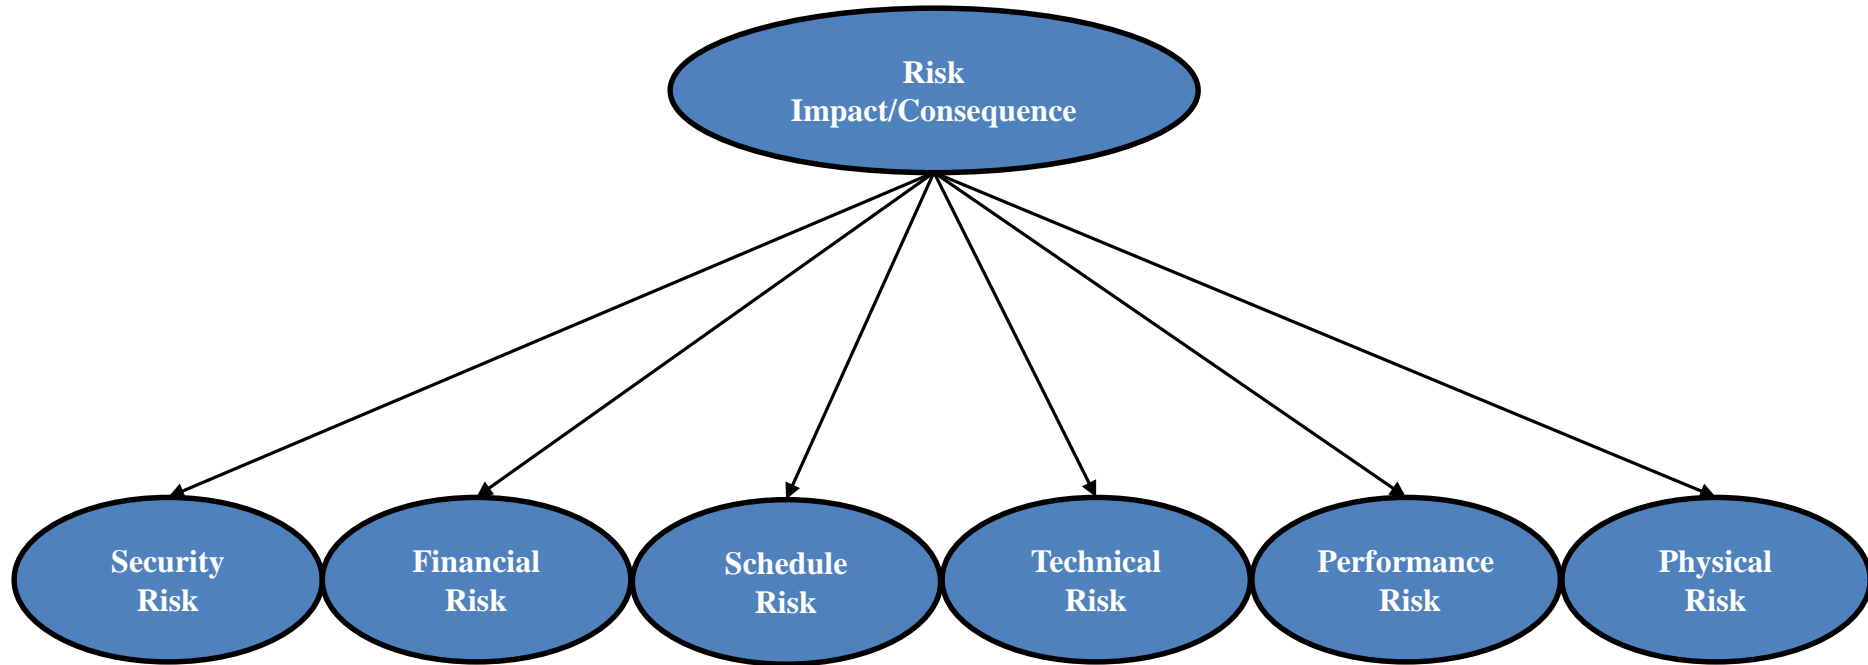 Risk
Impact/Consequence
Security
Risk
Financial
Risk
Schedule
Risk
Technical
Risk
Performance
Risk
Physical
Risk